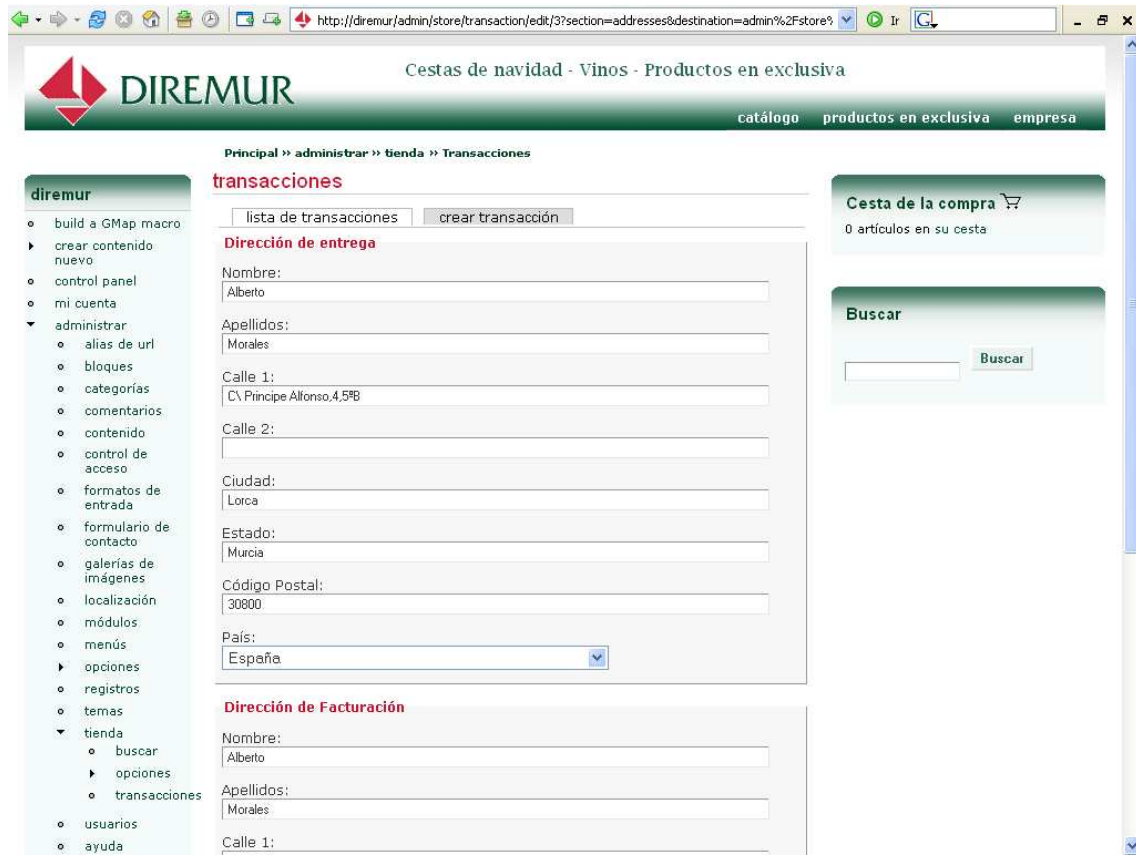 http://diremur/admin/store/transaction/edit/3?section=addresses&destination=admin%2Fstore%
Ir
G
DIREMUR
Cestas de navidad - Vinos - Productos en exclusiva
catálogo productos en exclusiva empresa
Principal » administrar » tienda » Transacciones
diremur
build a GMap macro
crear contenido
nuevo
control panel
mi cuenta
administrar
alias de url
bloques
categorías
comentarios
contenido
control de
acceso
formatos de
entrada
formulario de
contacto
galerías de
imágenes
localización
módulos
menús
opciones
registros
temas
tienda
buscar
opciones
transacciones
usuarios
ayuda
transacciones
lista de transacciones crear transacción
Dirección de entrega
Nombre:
Alberto
Apellidos:
Morales
Calle 1:
C\ Principe Alfonso,4,5ºB
Calle 2:
Ciudad:
Lorca
Estado:
Murcia
Código Postal:
30800
País:
España
Dirección de Facturación
Nombre:
Alberto
Apellidos:
Morales
Calle 1:
Cesta de la compra
0 artículos en su cesta
Buscar
Buscar